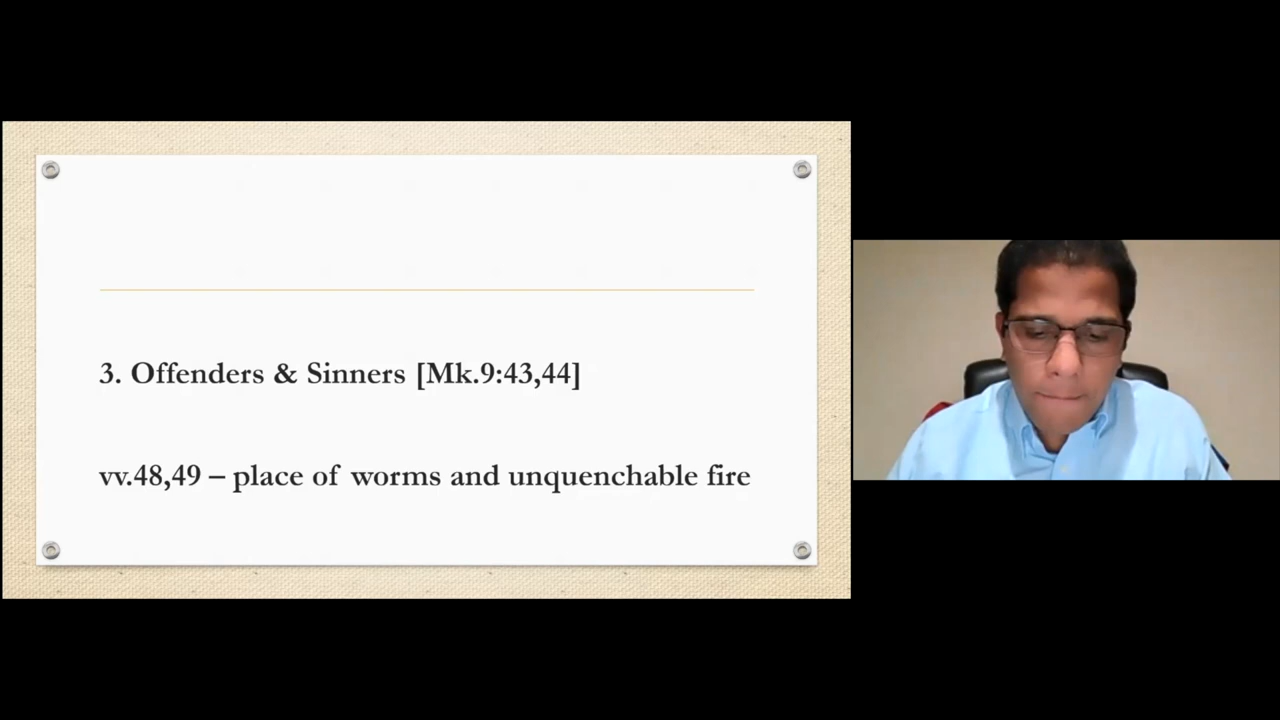 3. Offenders & Sinners [Mk.9:43,44]
vv.48,49 – place of worms and unquenchable fire